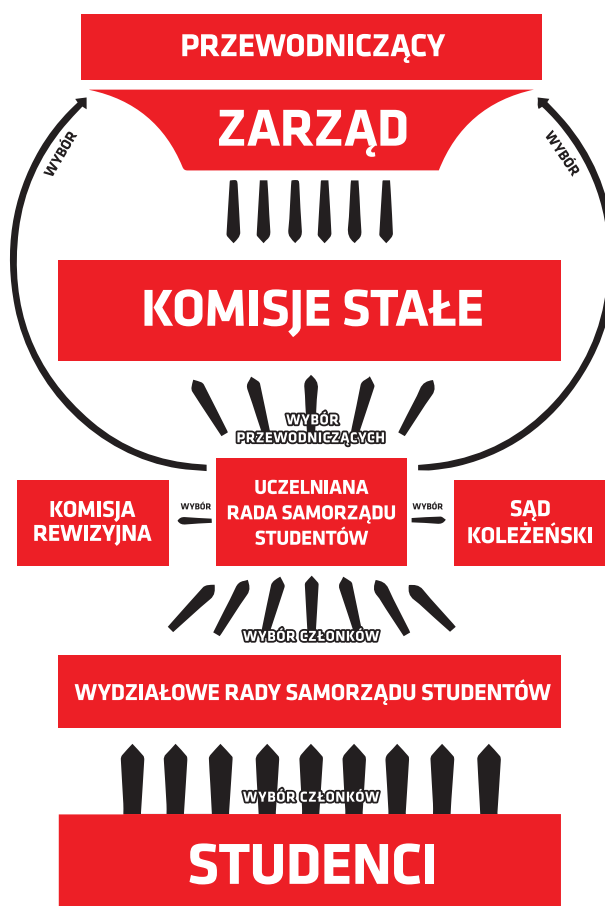 PRZEWODNICZĄCY
ZARZĄD
WYBÓR
WYBÓR
KOMISJE STAŁE
WYBÓR
PRZEWODNICZĄCYCH
KOMISJA
REWIZYJNA
WYBÓR
UCZELNIANA
RADA SAMORZĄDU
STUDENTÓW
WYBÓR
SĄD
KOLEŻEŃSKI
WYBÓR CZŁONKÓW
WYDZIAŁOWE RADY SAMORZĄDU STUDENTÓW
WYBÓR CZŁONKÓW
STUDENCI